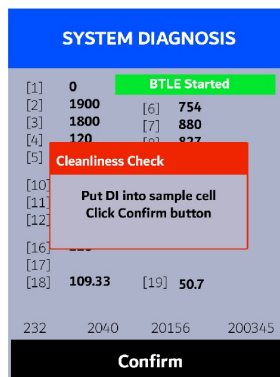 SYSTEM DIAGNOSIS
BTLE Started
[1] 0
[2] 1900 [6] 754
[3] 1800 [7] 880
[4] 120 827
[5]
Cleanliness Check
[10]
[11] Put DI into sample cell
[12] Click Confirm button
[16]
[17]
[18] 109.33 [19] 50.7
232 2040 20156 200345
Confirm